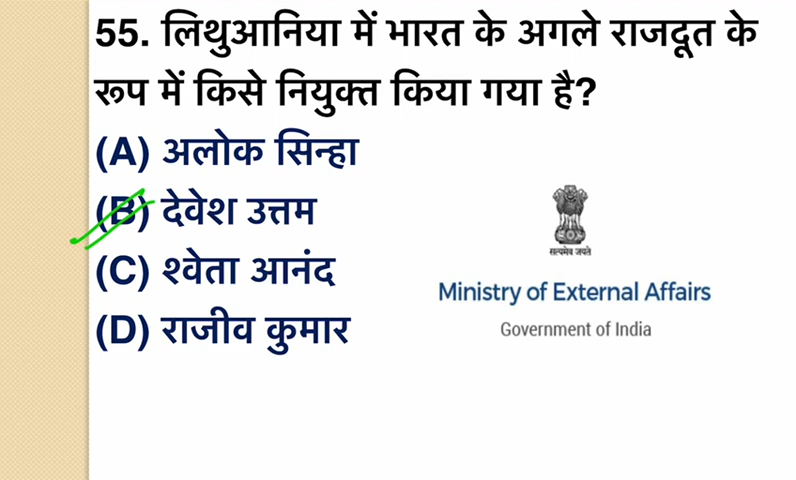 55. लिथुआनिया में भारत के अगले राजदूत के
रूप में किसे नियुक्त किया गया है?
(A) अलोक सिन्हा
(B) देवेश उत्तम
(C) श्वेता आनंद
(D) राजीव कुमार
सत्यमेव जयते
Ministry of External Affairs
Government of India